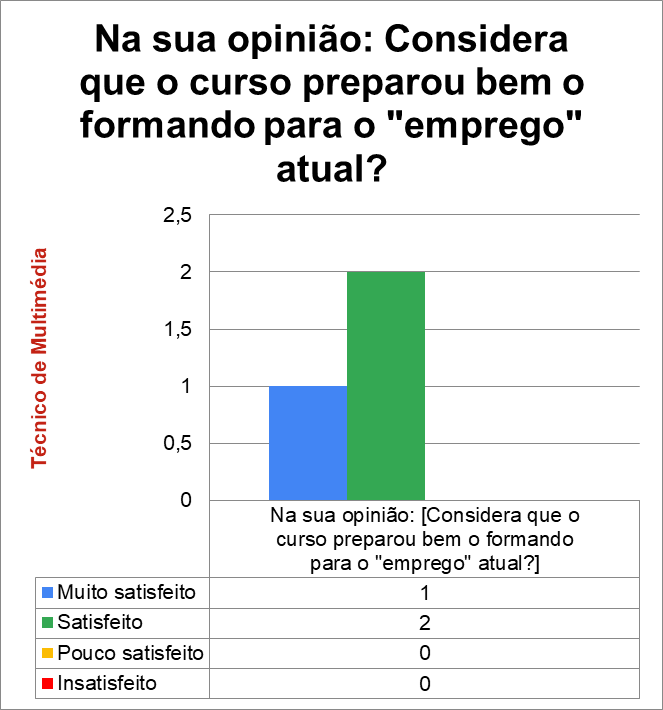 Na sua opinião: Considera
que o curso preparou bem o
formando para o "emprego"
atual?
Técnico de Multimédia
2,5
2
1,5
1
0,5
0
Na sua opinião: [Considera que o
curso preparou bem o formando
para o "emprego" atual?]
Muito satisfeito 1
Satisfeito 2
Pouco satisfeito 0
Insatisfeito 0